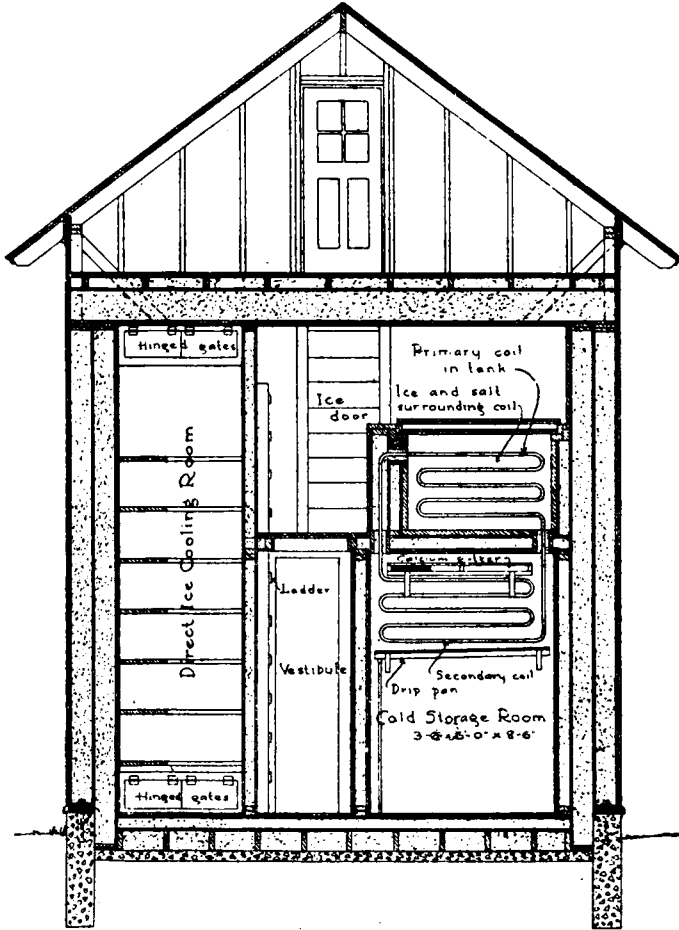 Hinged gates
Primary coil
in tank
Ice and salt
surrounding coil
Ice
door
Direct Ice Cooling Room
Ladder
Vestibule
Secondary coil
Drip pan
Cold Storage Room
Hinged gates